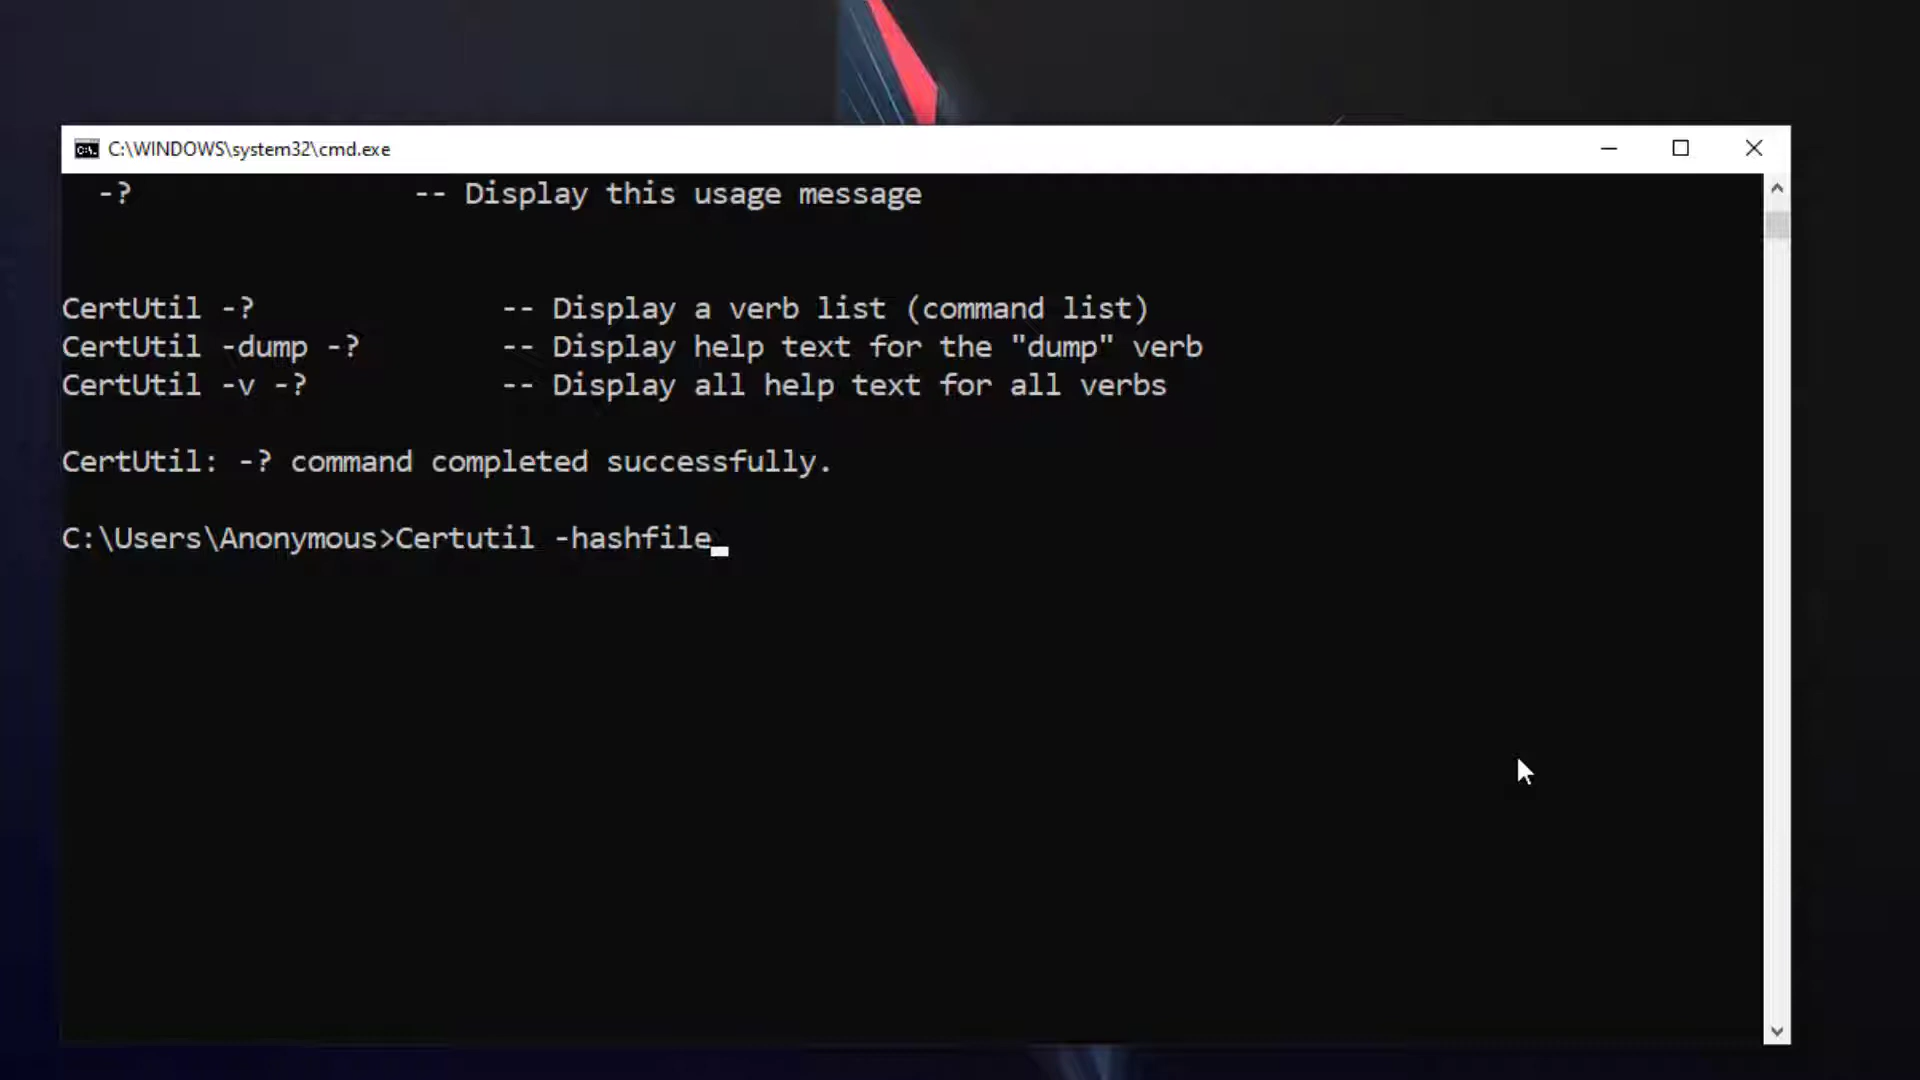 C:\WINDOWS\system32\cmd.exe
-? -- Display this usage message
CertUtil -? -- Display a verb list (command list)
CertUtil -dump -? -- Display help text for the "dump" verb
CertUtil -v -? -- Display all help text for all verbs
CertUtil: -? command completed successfully.
C:\Users\Anonymous>Certutil -hashfile